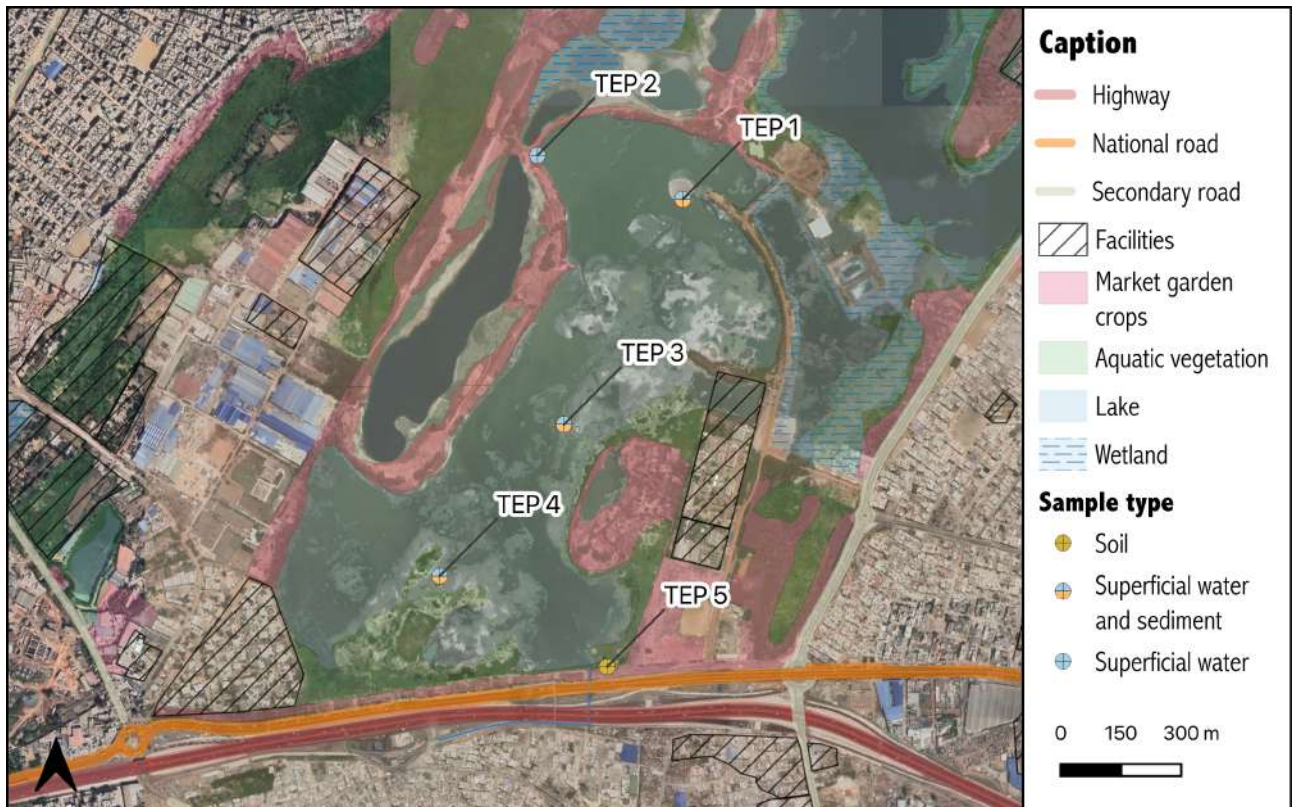 TEP 2
TEP 1
TEP 3
TEP 4
TEP 5
Caption
Highway
National road
Secondary road
Facilities
Market garden
crops
Aquatic vegetation
Lake
Wetland
Sample type
Soil
Superficial water
and sediment
Superficial water
0 150 300 m